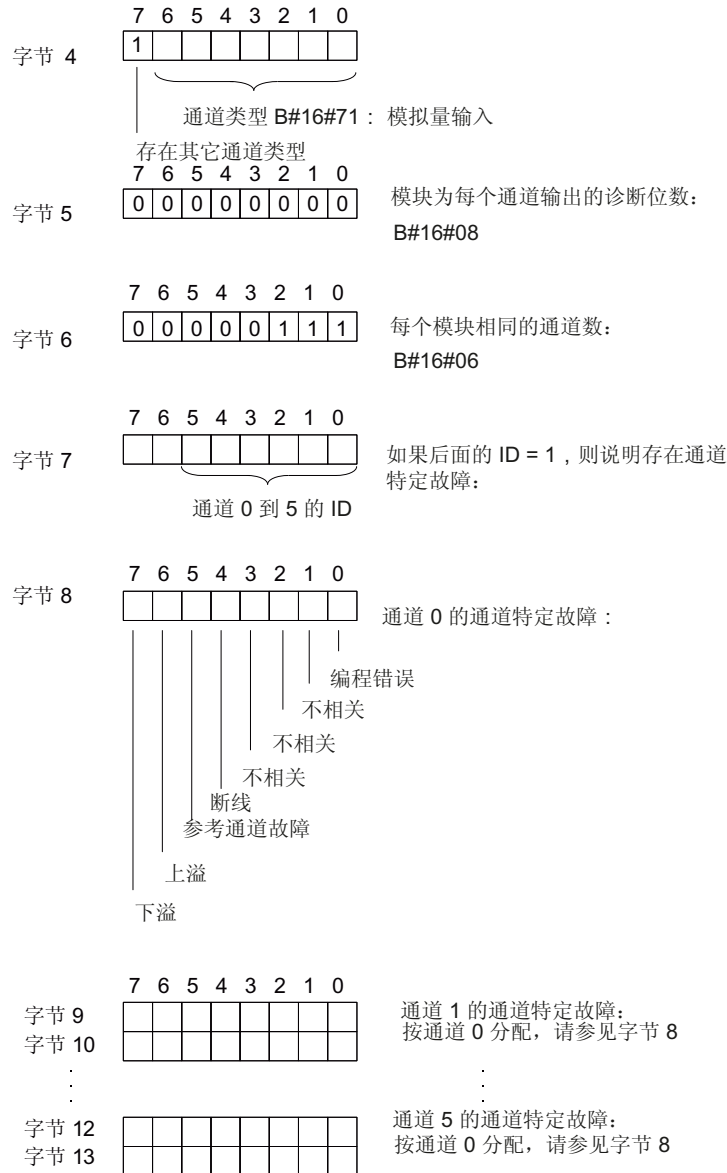 7 6 5 4 3 2 1 0
字节 4
1
通道类型 B#16#71： 模拟量输入
存在其它通道类型
7 6 5 4 3 2 1 0
字节 5
0 0 0 0 0 0 0 0
模块为每个通道输出的诊断位数：
B#16#08
7 6 5 4 3 2 1 0
字节 6
0 0 0 0 0 1 1 1
每个模块相同的通道数：
B#16#06
7 6 5 4 3 2 1 0
字节 7
如果后面的 ID = 1，则说明存在通道
特定故障：
通道 0 到 5 的 ID
7 6 5 4 3 2 1 0
字节 8
通道 0 的通道特定故障：
编程错误
不相关
不相关
不相关
断线
参考通道故障
上溢
下溢
7 6 5 4 3 2 1 0
字节 9
通道 1 的通道特定故障：
字节 10
按通道 0 分配，请参见字节 8
字节 12
通道 5 的通道特定故障：
字节 13
按通道 0 分配，请参见字节 8